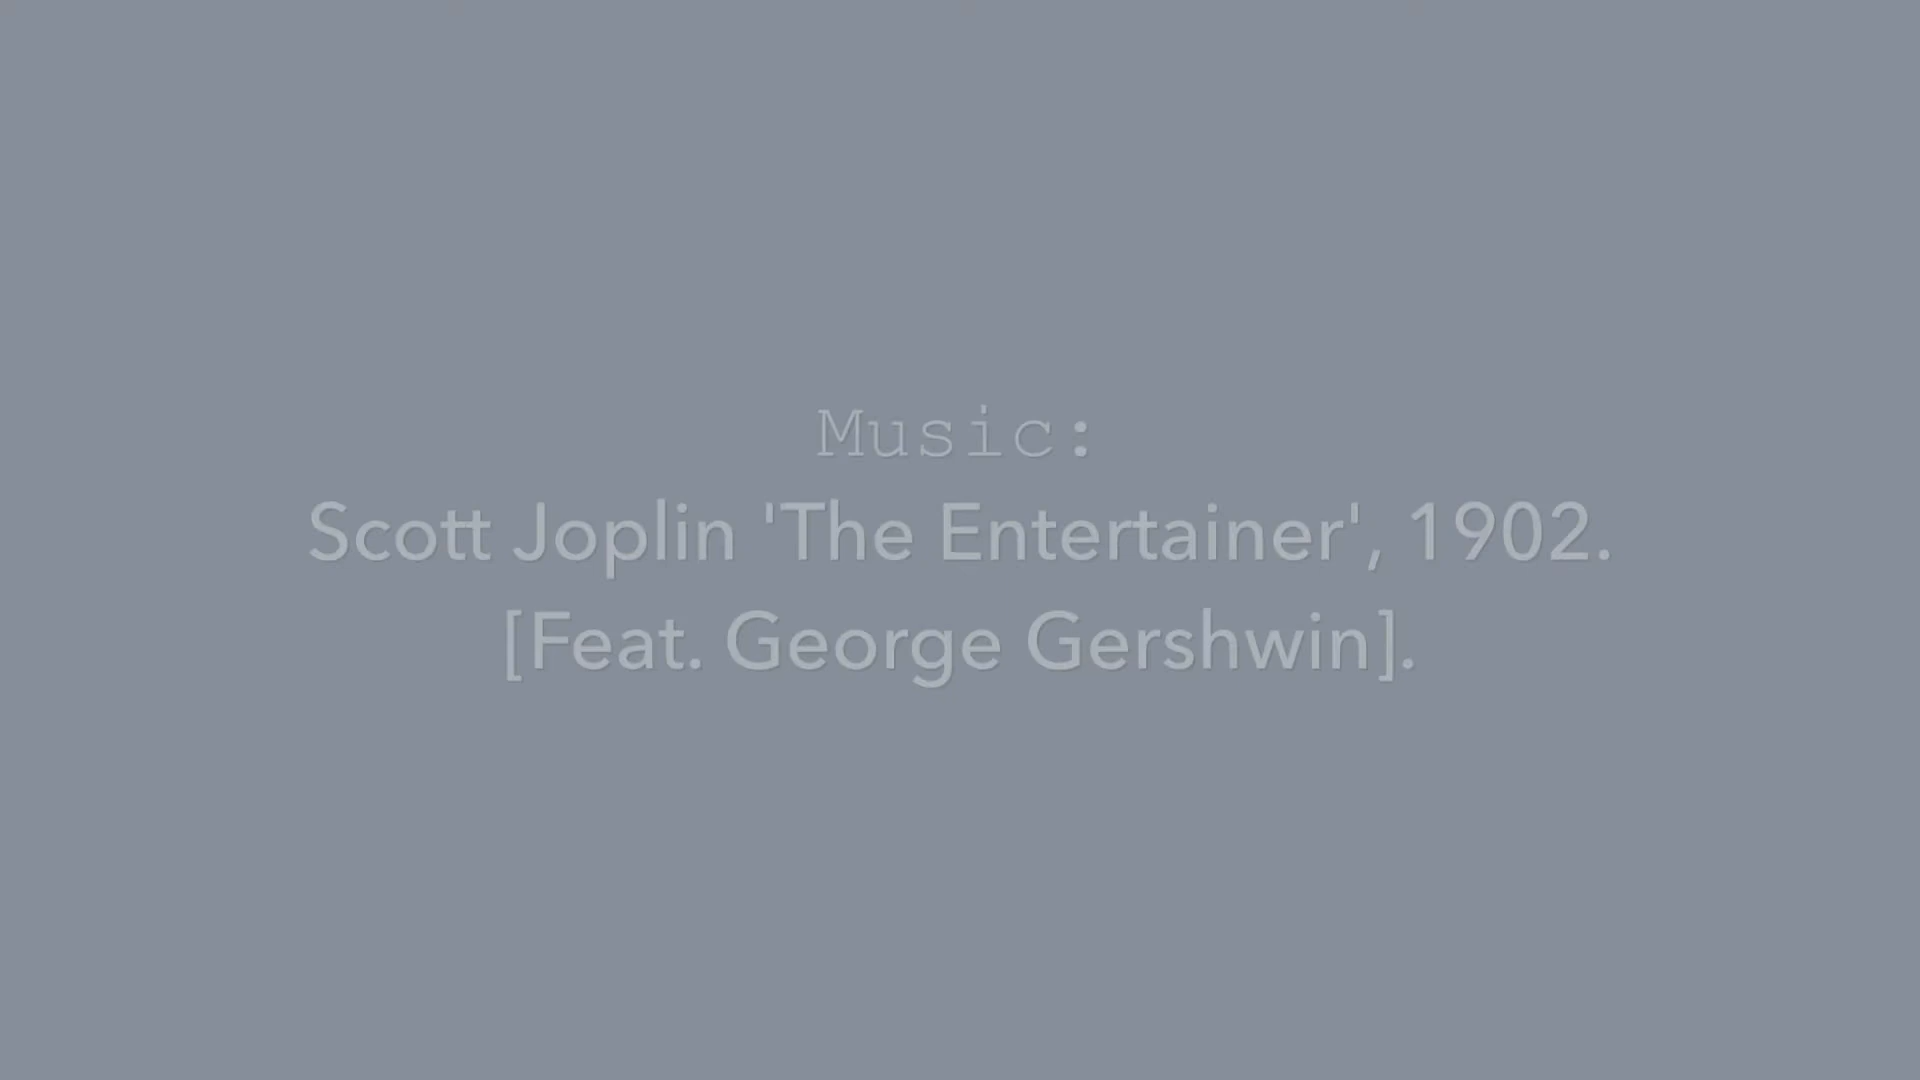 Music:
Scott Joplin 'The Entertainer', 1902.
[Feat. George Gershwin].